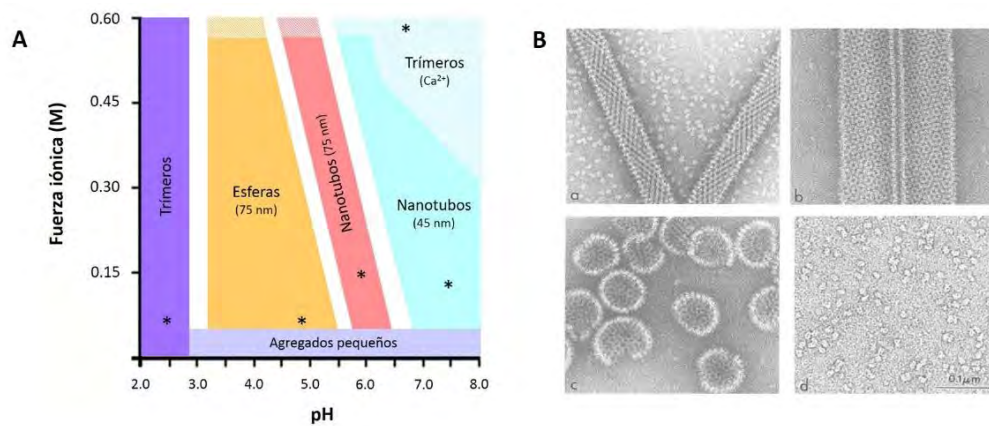 A
Fuerza iónica (M)
0.60
0.45
0.30
0.15
Trímeros
*
Esferas
(75 nm)
*
Nanotubos (75 nm)
*
*
Trímeros
(Ca²⁺)
Nanotubos
(45 nm)
*
Agregados pequeños
2.0 3.0 4.0 5.0 6.0 7.0 8.0
pH
B
a
b
c
d
0.1µm